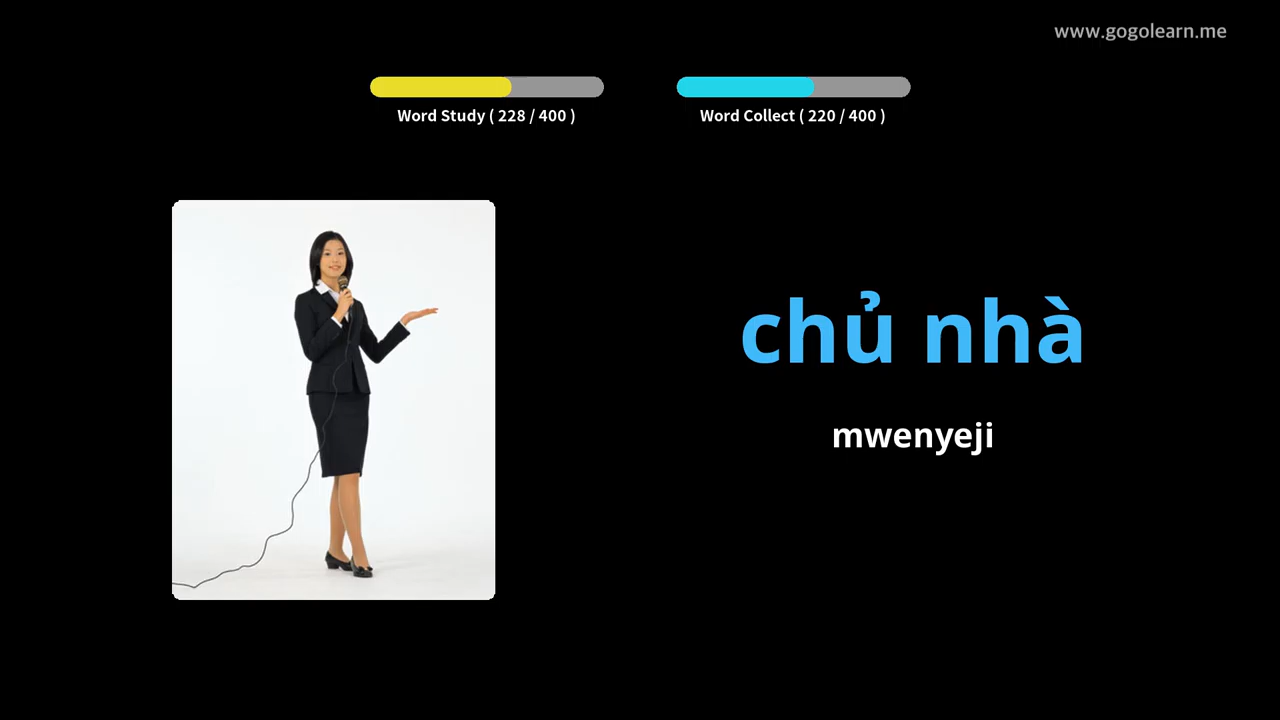 www.gogolearn.me
Word Study ( 228 / 400 )
Word Collect ( 220 / 400 )
chủ nhà
mwenyeji